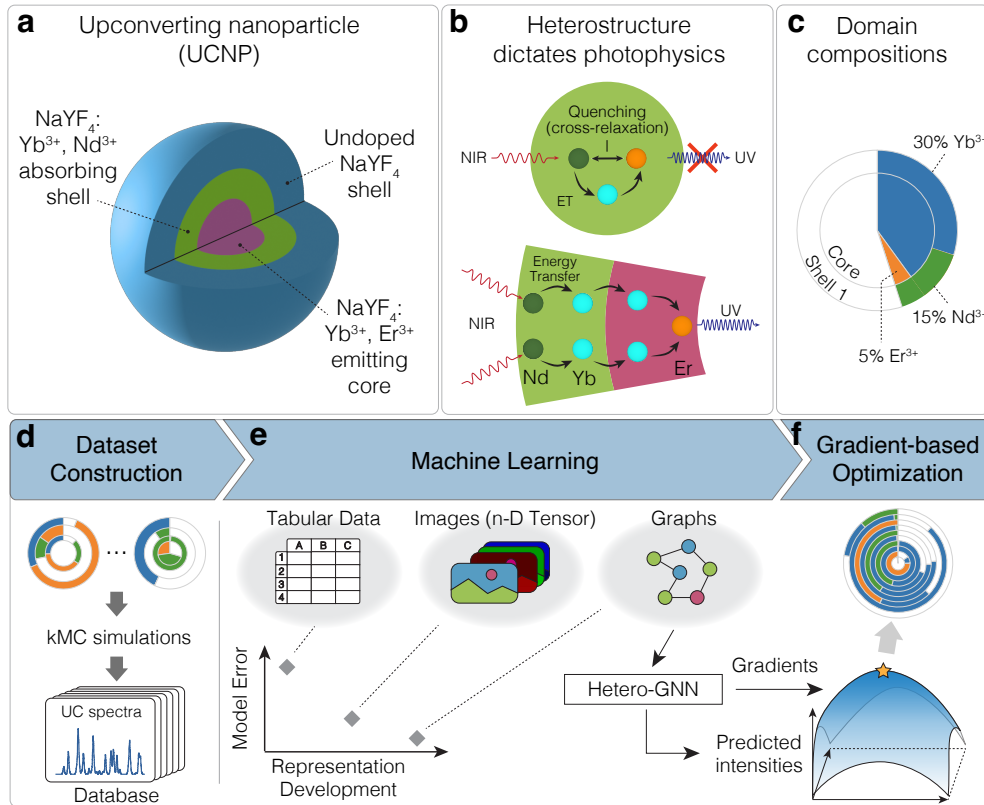 a
Upconverting nanoparticle
(UCNP)
NaYF₄:
Yb³⁺, Nd³⁺
absorbing
shell
Undoped
NaYF₄
shell
NaYF₄:
Yb³⁺, Er³⁺
emitting
core
b
Heterostructure
dictates photophysics
Quenching
(cross-relaxation)
NIR
UV
ET
Energy
Transfer
NIR
UV
Nd
Yb
Er
c
Domain
compositions
30% Yb³⁺
Core
Shell 1
15% Nd³⁺
5% Er³⁺
d
Dataset
Construction
...
kMC simulations
UC spectra
Database
e
Machine Learning
Tabular Data
A B C
1
2
3
4
Images (n-D Tensor)
Graphs
Model Error
Representation
Development
Hetero-GNN
Gradients
Predicted
intensities
f
Gradient-based
Optimization